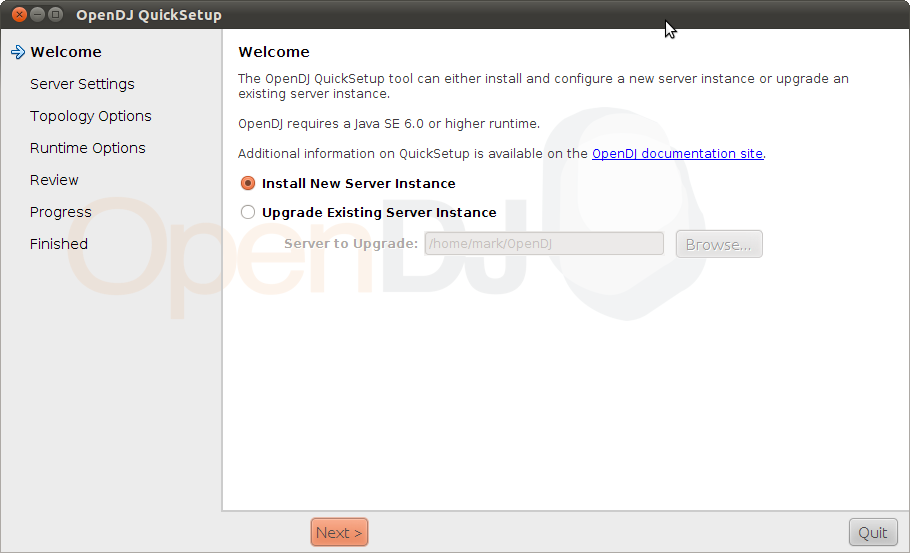 OpenDJ QuickSetup
Welcome
Server Settings
Topology Options
Runtime Options
Review
Progress
Finished
Welcome
The OpenDJ QuickSetup tool can either install and configure a new server instance or upgrade an
existing server instance.
OpenDJ requires a Java SE 6.0 or higher runtime.
Additional information on QuickSetup is available on the OpenDJ documentation site.
Install New Server Instance
Upgrade Existing Server Instance
Server to Upgrade: /home/mark/OpenDJ Browse...
OpenDJ
Next >
Quit